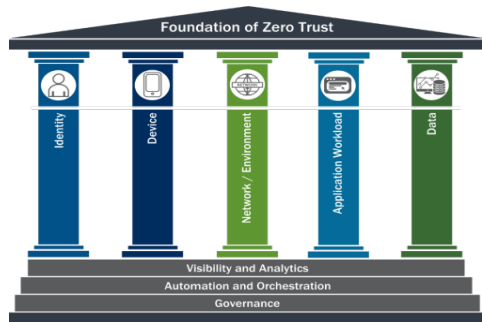 Foundation of Zero Trust
Identity
Device
Network / Environment
Application Workload
Data
Visibility and Analytics
Automation and Orchestration
Governance